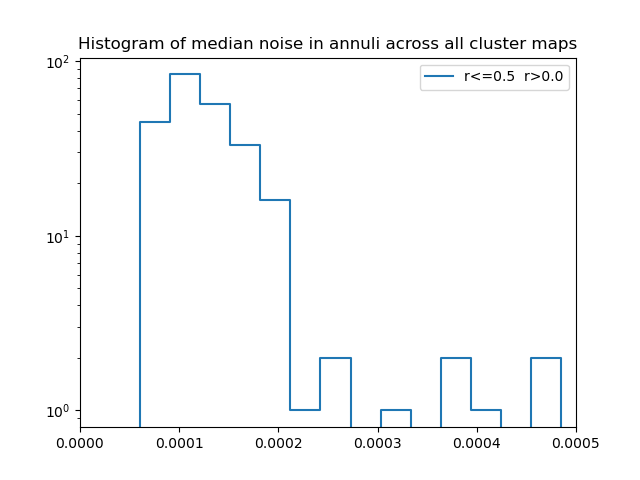 Histogram of median noise in annuli across all cluster maps
r<=0.5 r>0.0
10²
10¹
10⁰
0.0000 0.0001 0.0002 0.0003 0.0004 0.0005